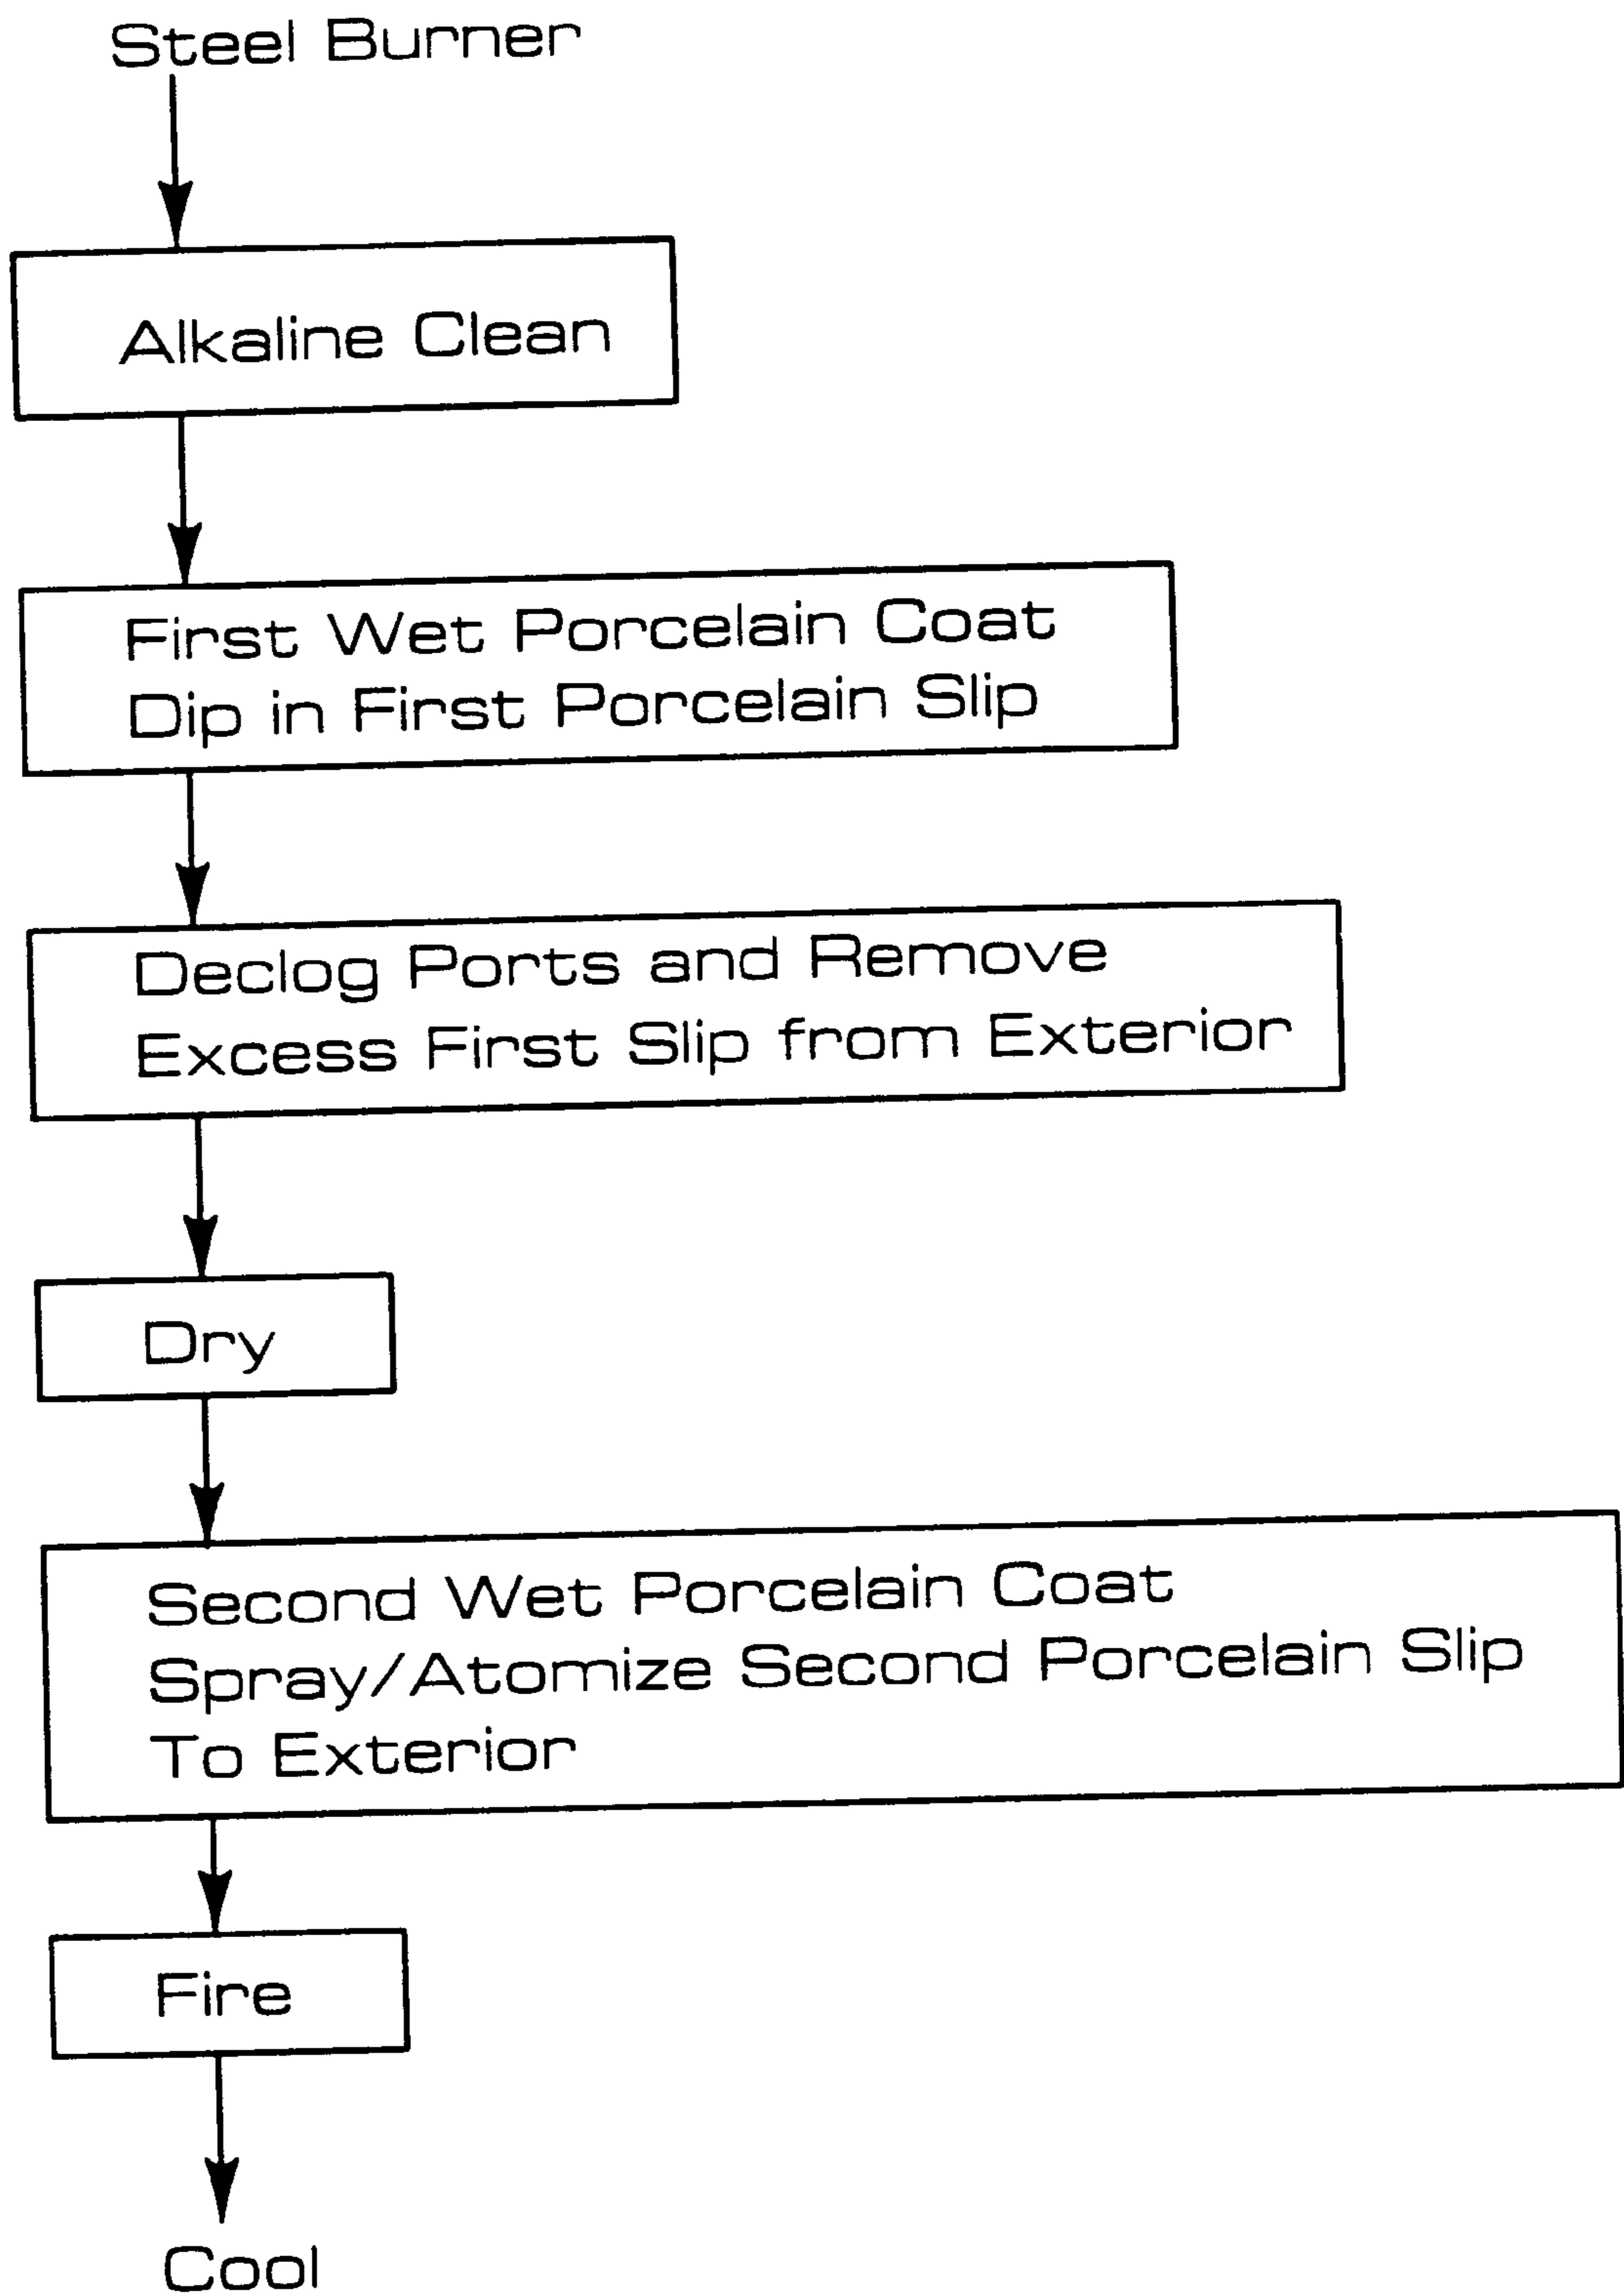 Steel Burner
Alkaline Clean
First Wet Porcelain Coat
Dip in First Porcelain Slip
Declog Ports and Remove
Excess First Slip from Exterior
Dry
Second Wet Porcelain Coat
Spray/Atomize Second Porcelain Slip
To Exterior
Fire
Cool